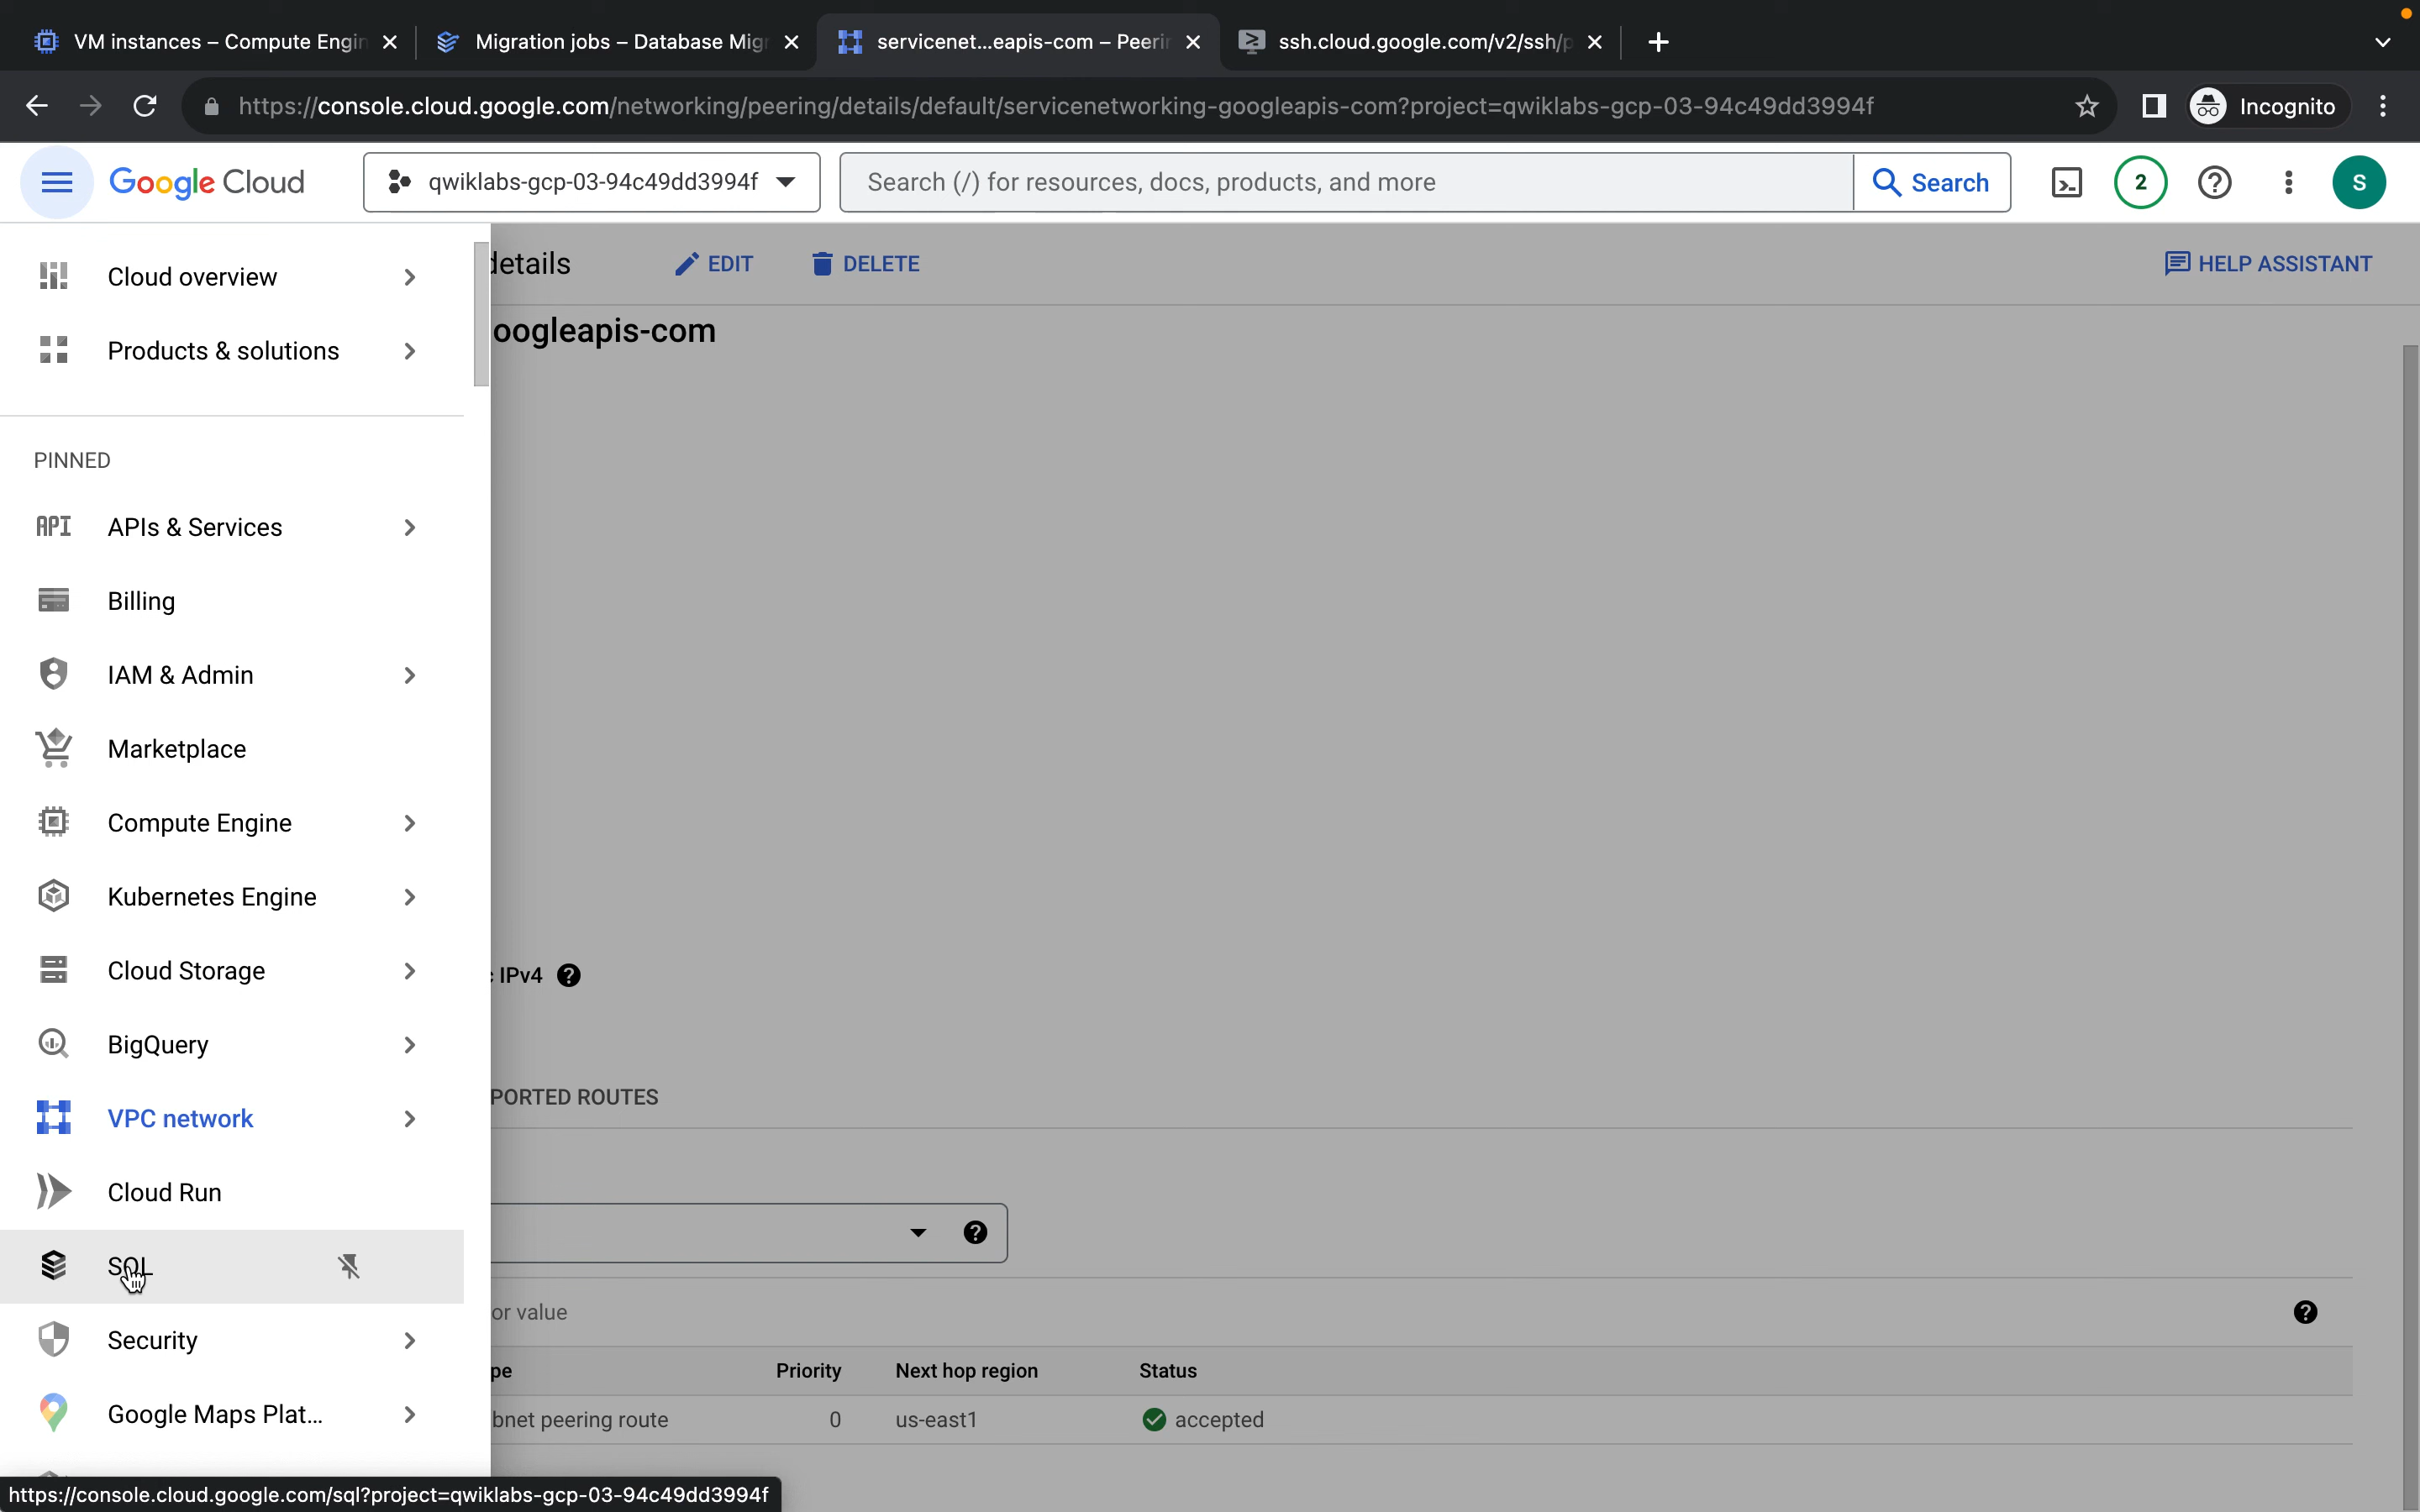 VM instances – Compute Engin
Migration jobs – Database Mig
servicenet...eapis-com – Peerin
ssh.cloud.google.com/v2/ssh/p
https://console.cloud.google.com/networking/peering/details/default/servicenetworking-googleapis-com?project=qwiklabs-gcp-03-94c49dd3994f
Incognito
Google Cloud
qwiklabs-gcp-03-94c49dd3994f
Search (/) for resources, docs, products, and more
Search
2
S
details
EDIT
DELETE
HELP ASSISTANT
oogleapis-com
Cloud overview
Products & solutions
PINNED
API
APIs & Services
Billing
IAM & Admin
Marketplace
Compute Engine
Kubernetes Engine
Cloud Storage
BigQuery
VPC network
Cloud Run
SQL
Security
Google Maps Plat...
IPv4
PORTED ROUTES
or value
pe
Priority
Next hop region
Status
bnet peering route
0
us-east1
accepted
https://console.cloud.google.com/sql?project=qwiklabs-gcp-03-94c49dd3994f